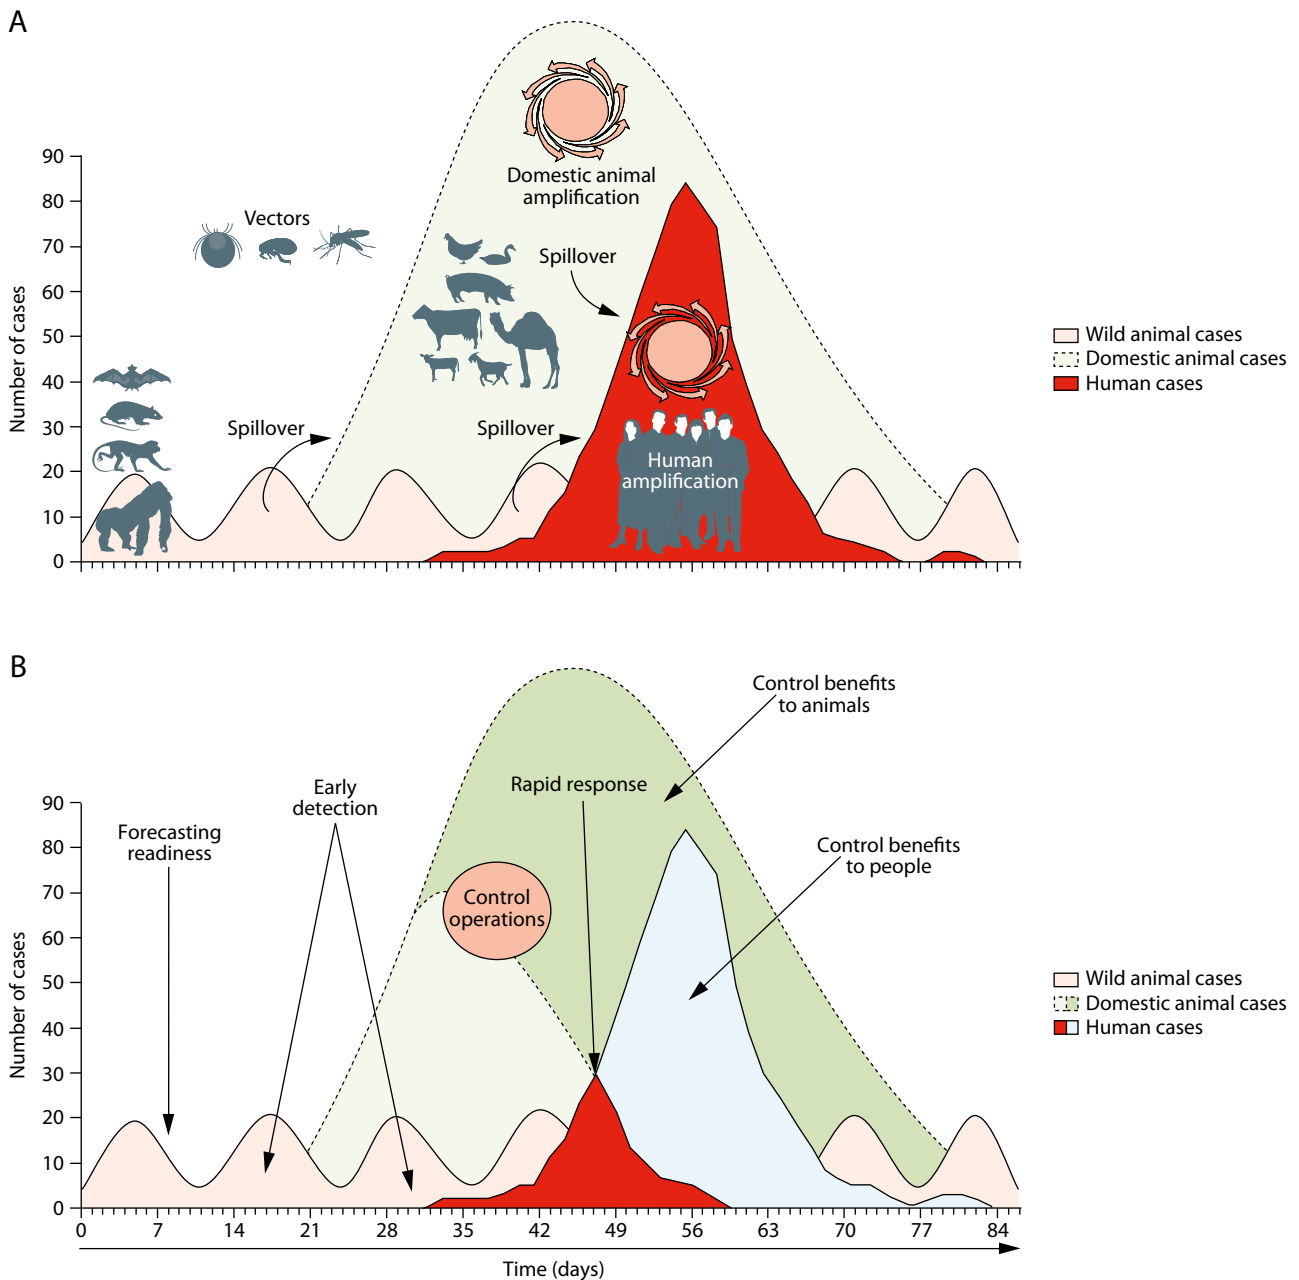 A
Domestic animal
amplification
Vectors
Spillover
Spillover
Spillover
Human
amplification
Number of cases
90
80
70
60
50
40
30
20
10
0
Wild animal cases
Domestic animal cases
Human cases
B
Control benefits
to animals
Rapid response
Early
detection
Forecasting
readiness
Control benefits
to people
Control
operations
Number of cases
90
80
70
60
50
40
30
20
10
0
Wild animal cases
Domestic animal cases
Human cases
0 7 14 21 28 35 42 49 56 63 70 77 84
Time (days)